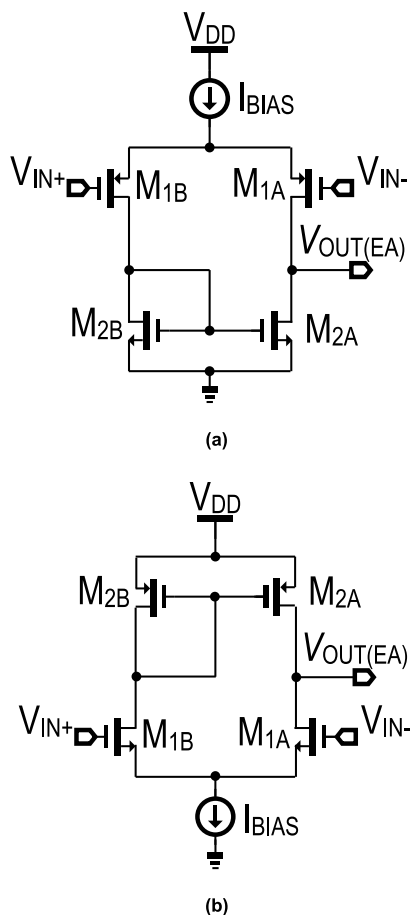 VDD
IBIAS
VIN+
M1B
M1A
VIN-
VOUT(EA)
M2B
M2A
(a)
VDD
M2B
M2A
VOUT(EA)
VIN+
M1B
M1A
VIN-
IBIAS
(b)